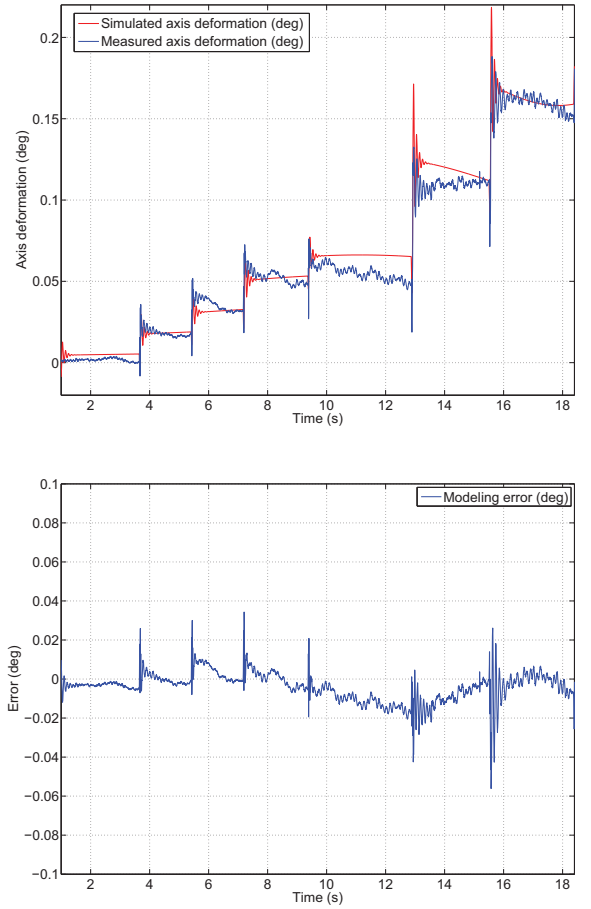 Simulated axis deformation (deg)
Measured axis deformation (deg)
Axis deformation (deg)
0.2
0.15
0.1
0.05
0
2 4 6 8 10 12 14 16 18
Time (s)
Modeling error (deg)
Error (deg)
0.1
0.08
0.06
0.04
0.02
0
−0.02
−0.04
−0.06
−0.08
−0.1
2 4 6 8 10 12 14 16 18
Time (s)